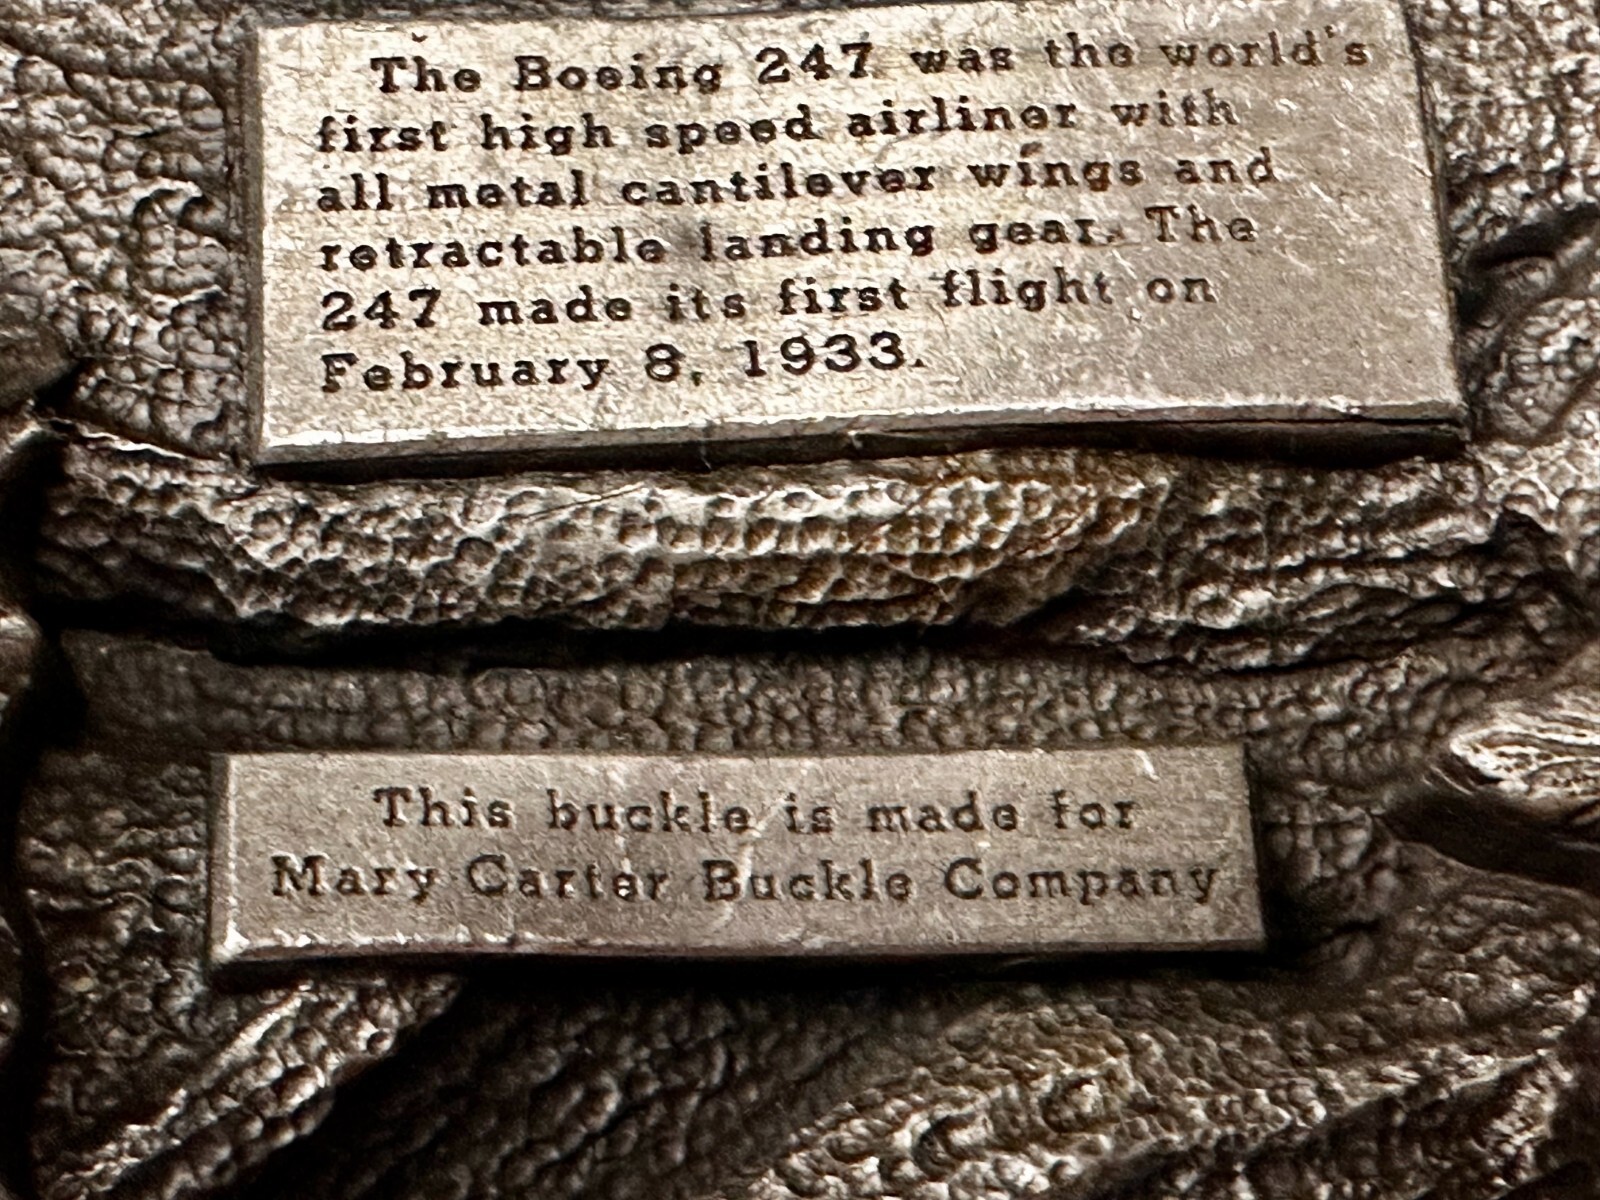 The Boeing 247 was the world's
first high speed airliner with
all metal cantilever wings and
retractable landing gear. The
247 made its first flight on
February 8, 1933.
This buckle is made for
Mary Carter Buckle Company